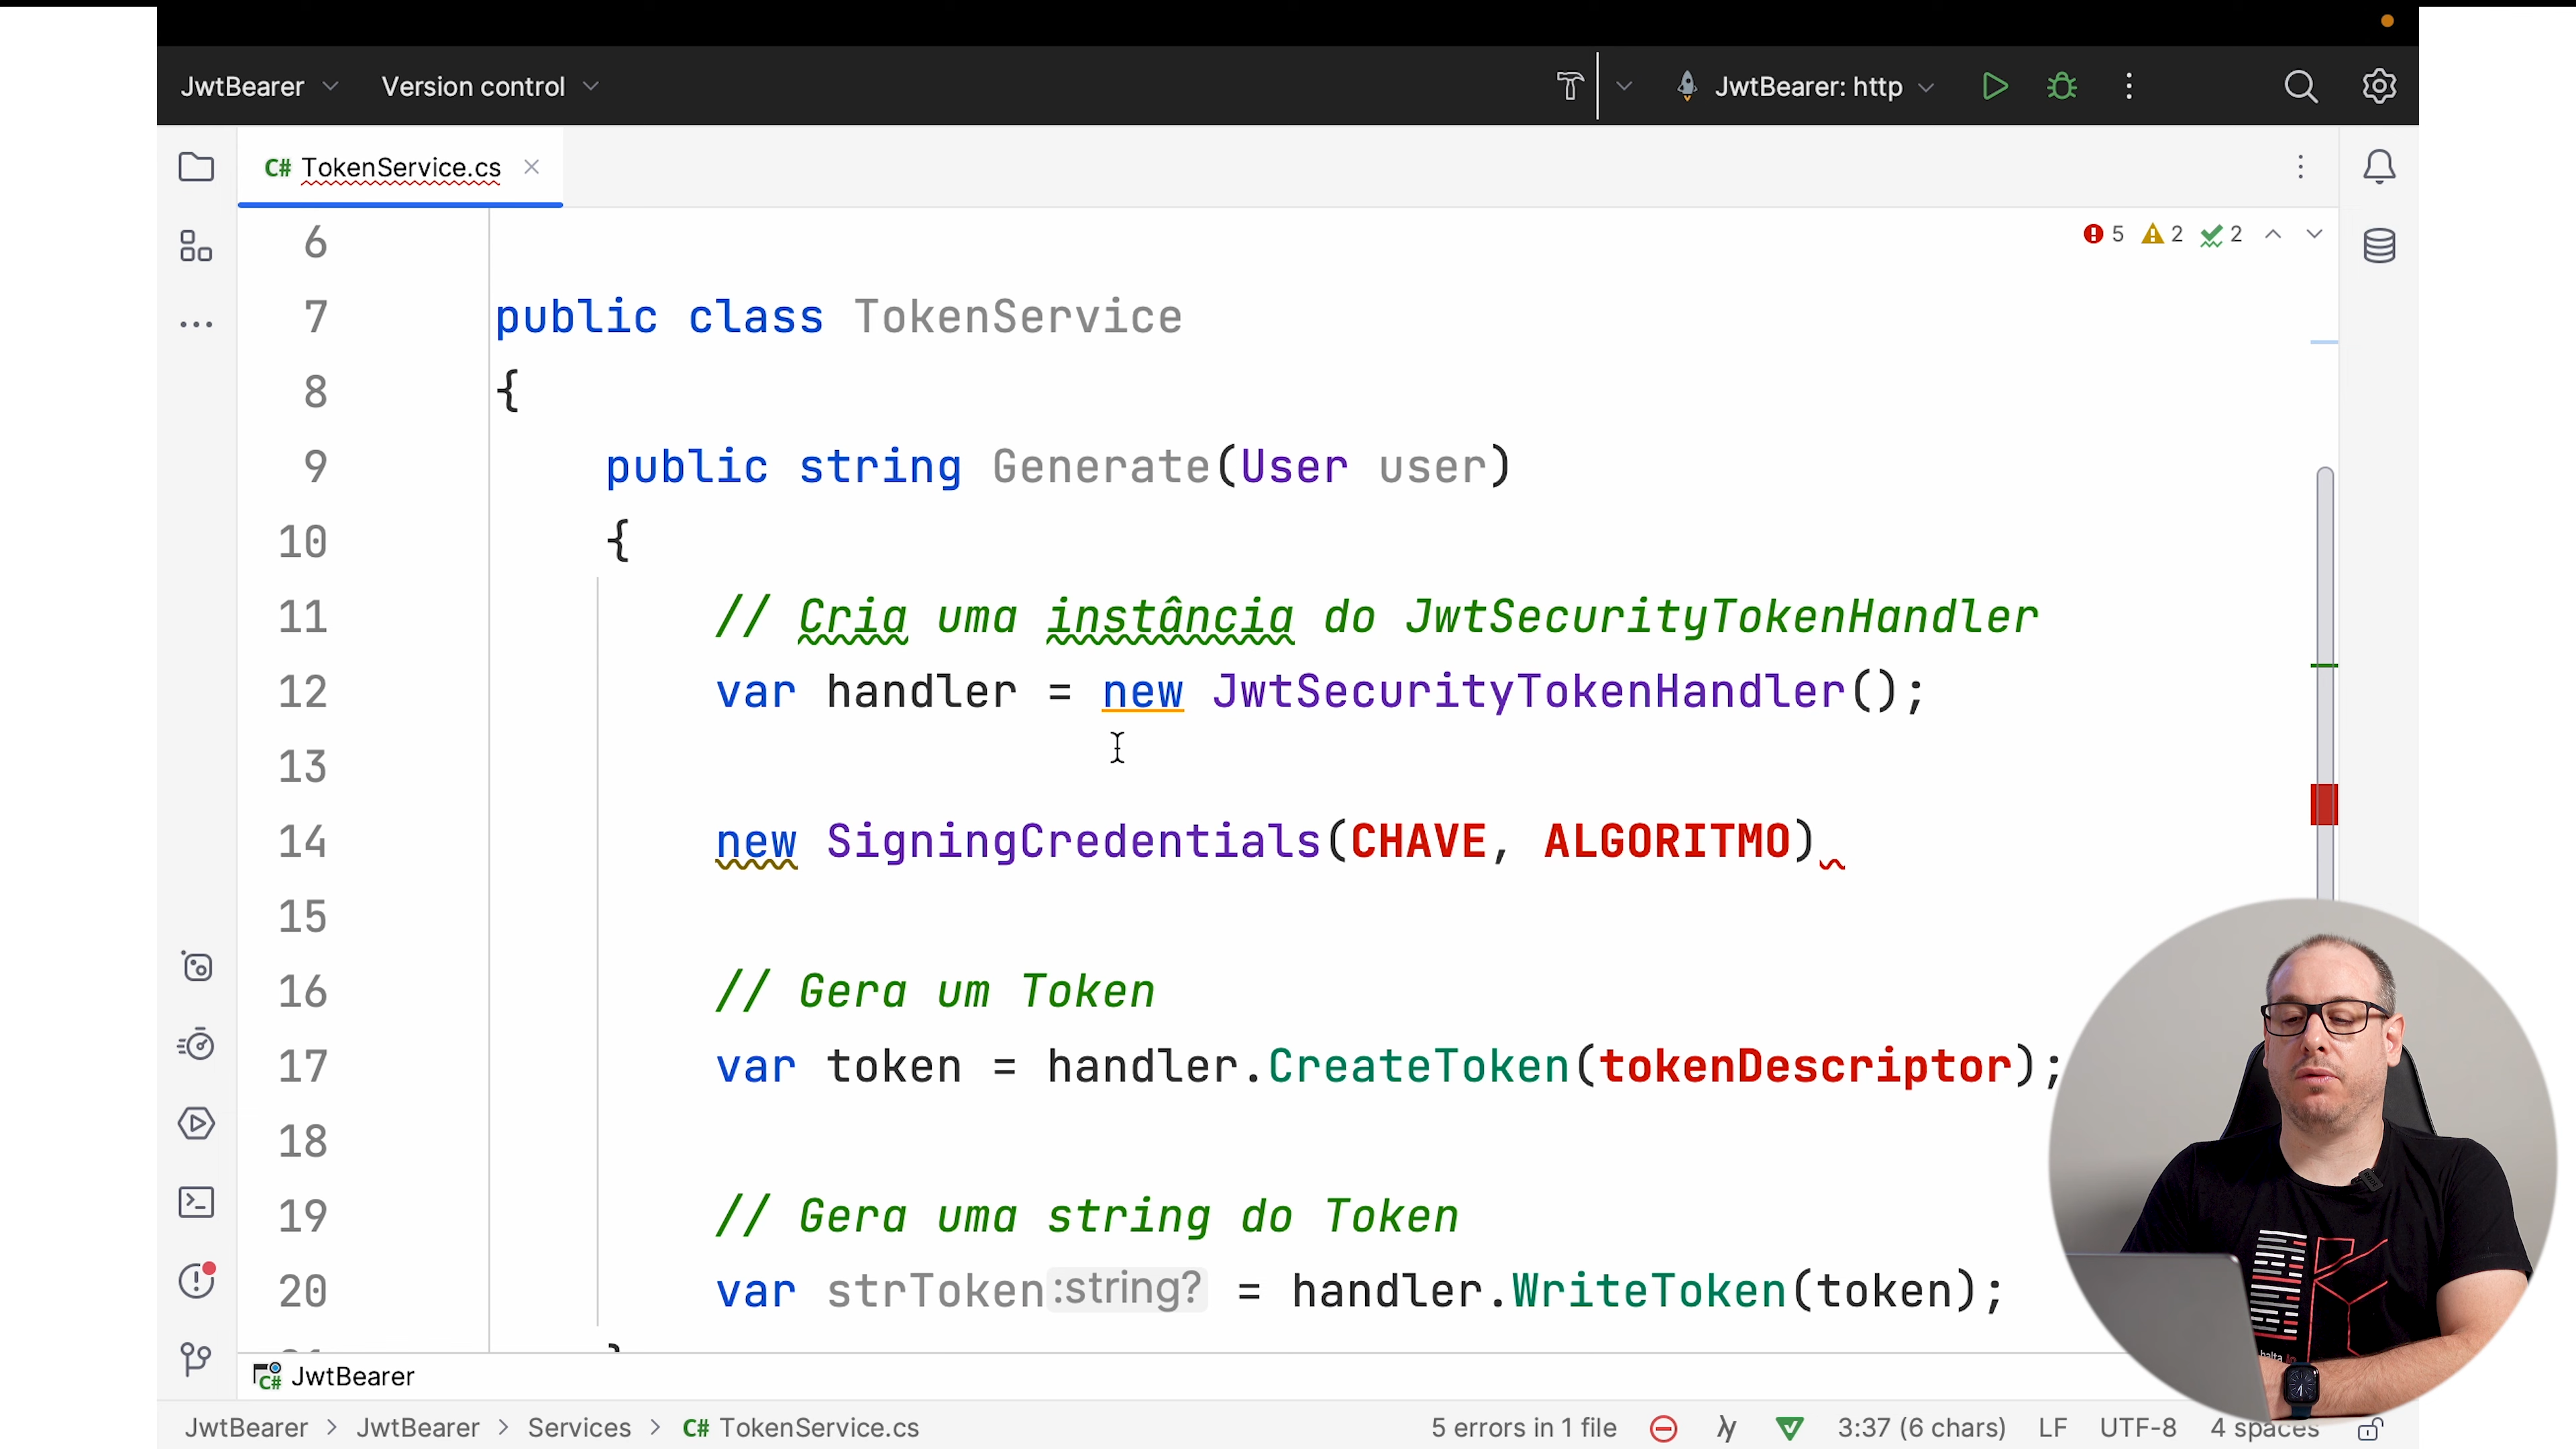 JwtBearer Version control JwtBearer: http
C# TokenService.cs
5 2 2
6
7 public class TokenService
8 {
9 public string Generate(User user)
10 {
11 // Cria uma instância do JwtSecurityTokenHandler
12 var handler = new JwtSecurityTokenHandler();
13
14 new SigningCredentials(CHAVE, ALGORITMO)
15
16 // Gera um Token
17 var token = handler.CreateToken(tokenDescriptor);
18
19 // Gera uma string do Token
20 var strToken:string? = handler.WriteToken(token);
}
C# JwtBearer
JwtBearer > JwtBearer > Services > C# TokenService.cs 5 errors in 1 file 3:37 (6 chars) LF UTF-8 4 spaces
balta.io